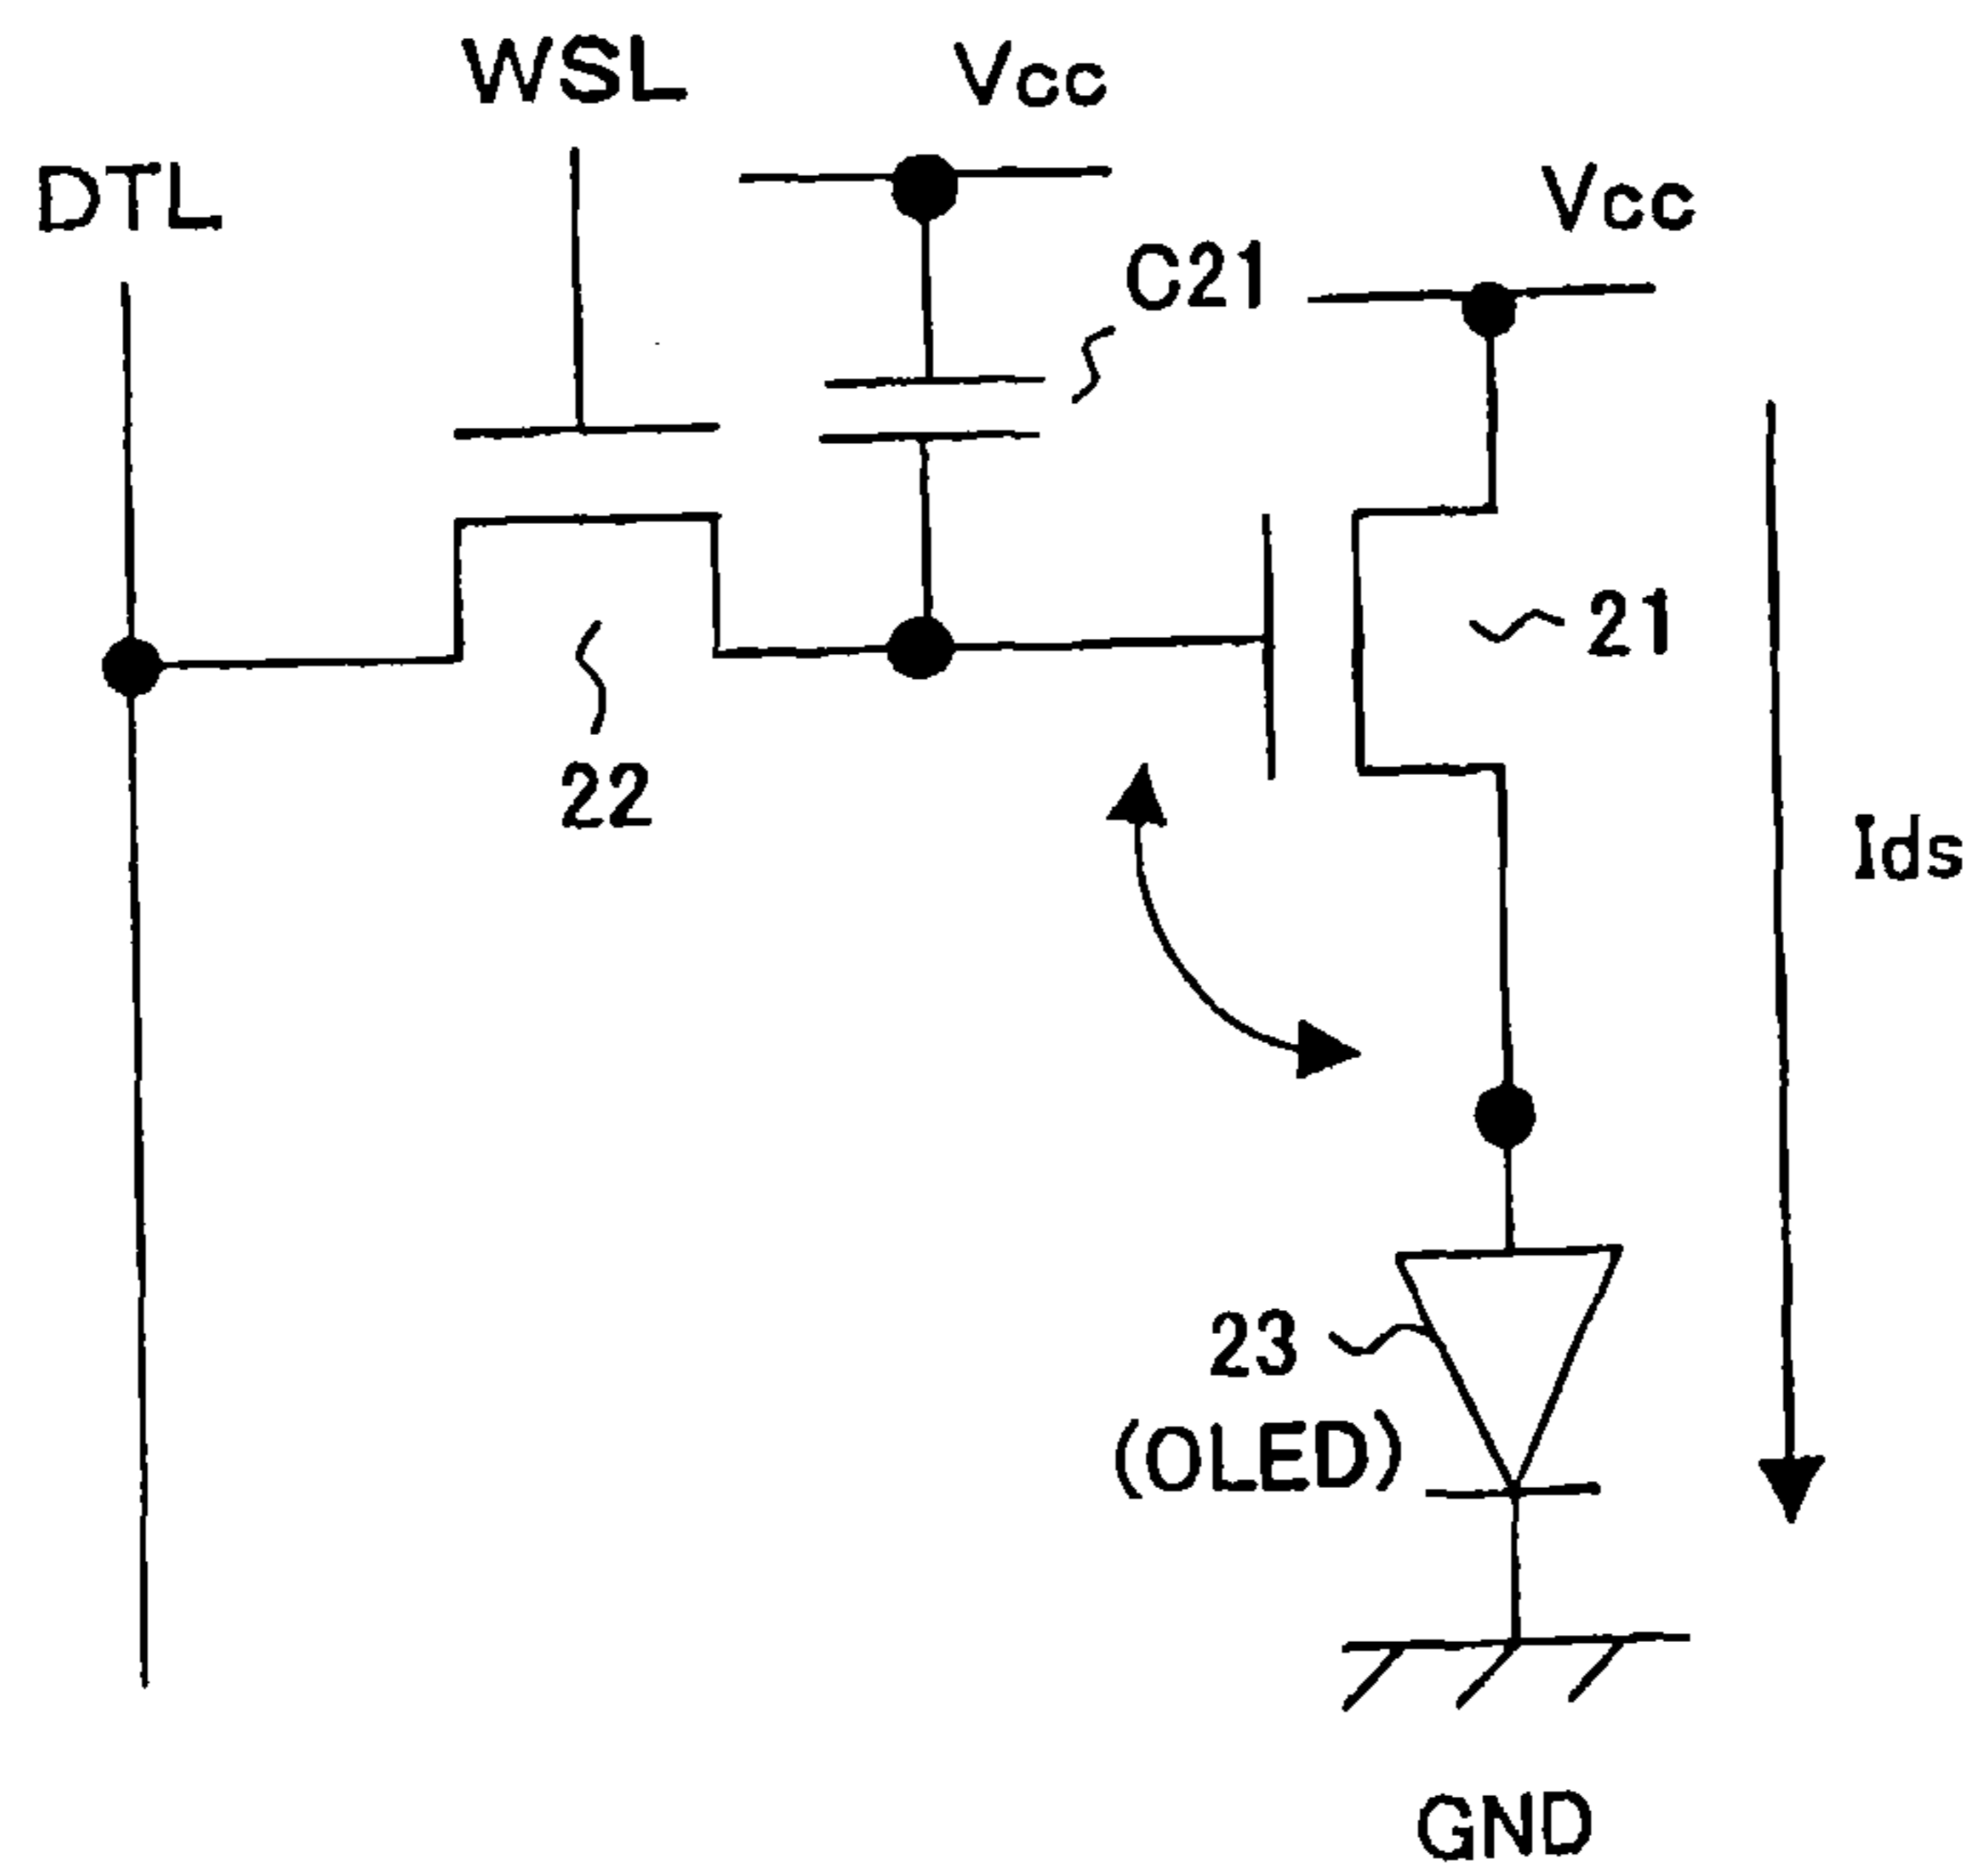 WSL
Vcc
DTL
Vcc
C21
21
22
Ids
23
(OLED)
GND